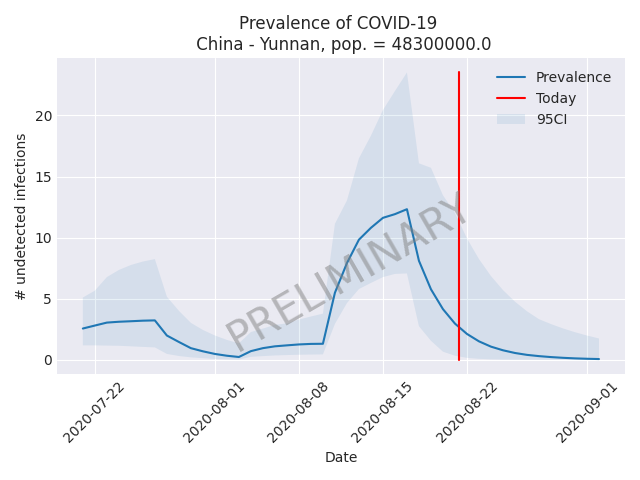 Prevalence of COVID-19
China - Yunnan, pop. = 48300000.0
Prevalence
Today
95CI
PRELIMINARY
# undetected infections
20
15
10
5
0
2020-07-22
2020-08-01
2020-08-08
2020-08-15
2020-08-22
2020-09-01
Date